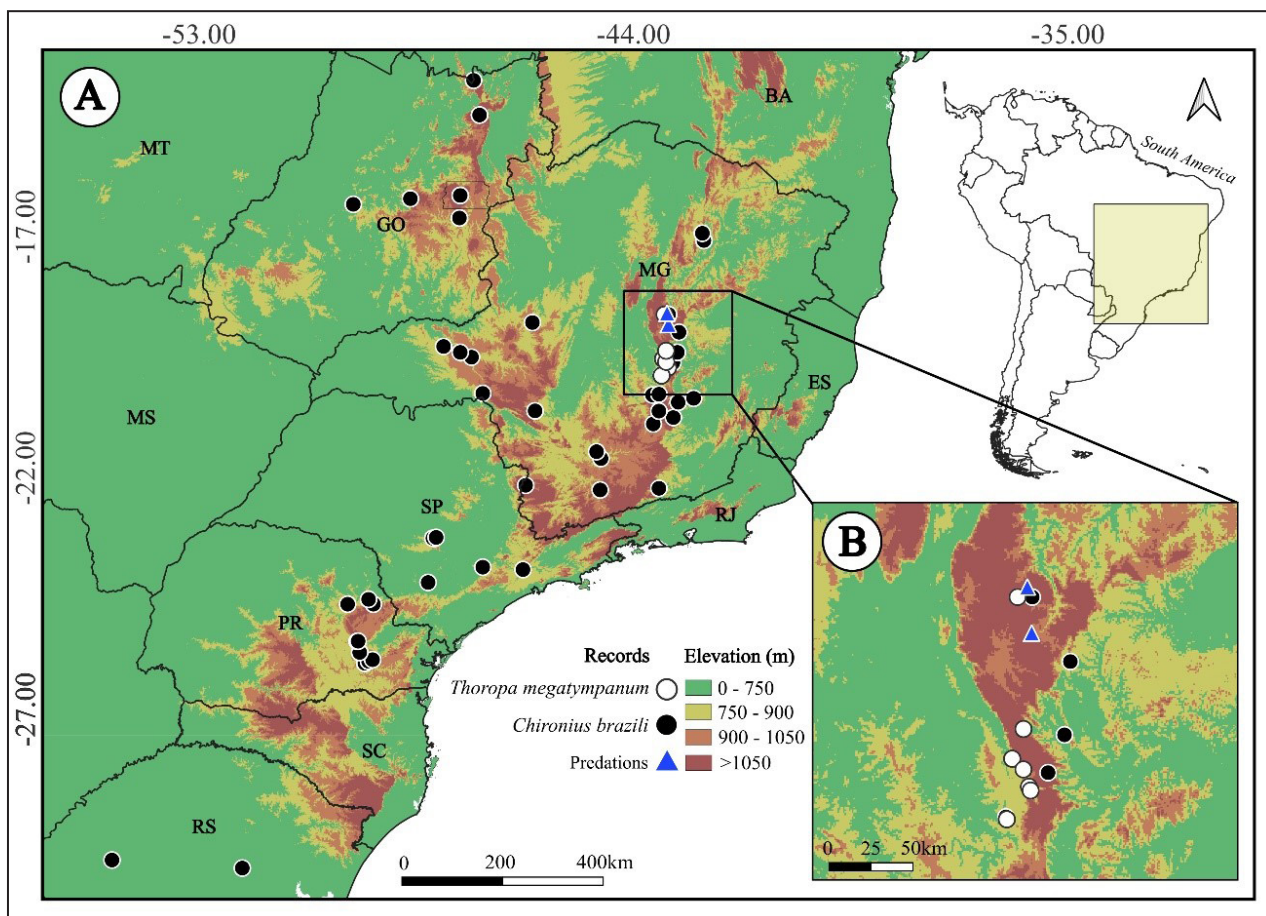 -53.00 -44.00 -35.00
A
BA
MT
South America
-17.00
GO
MG
ES
MS
-22.00
SP
RJ
B
PR
Records Elevation (m)
Thoropa megatympanum 0 - 750
750 - 900
Chironius brazili
900 - 1050
Predations >1050
-27.00
SC
RS
0 200 400km
0 25 50km